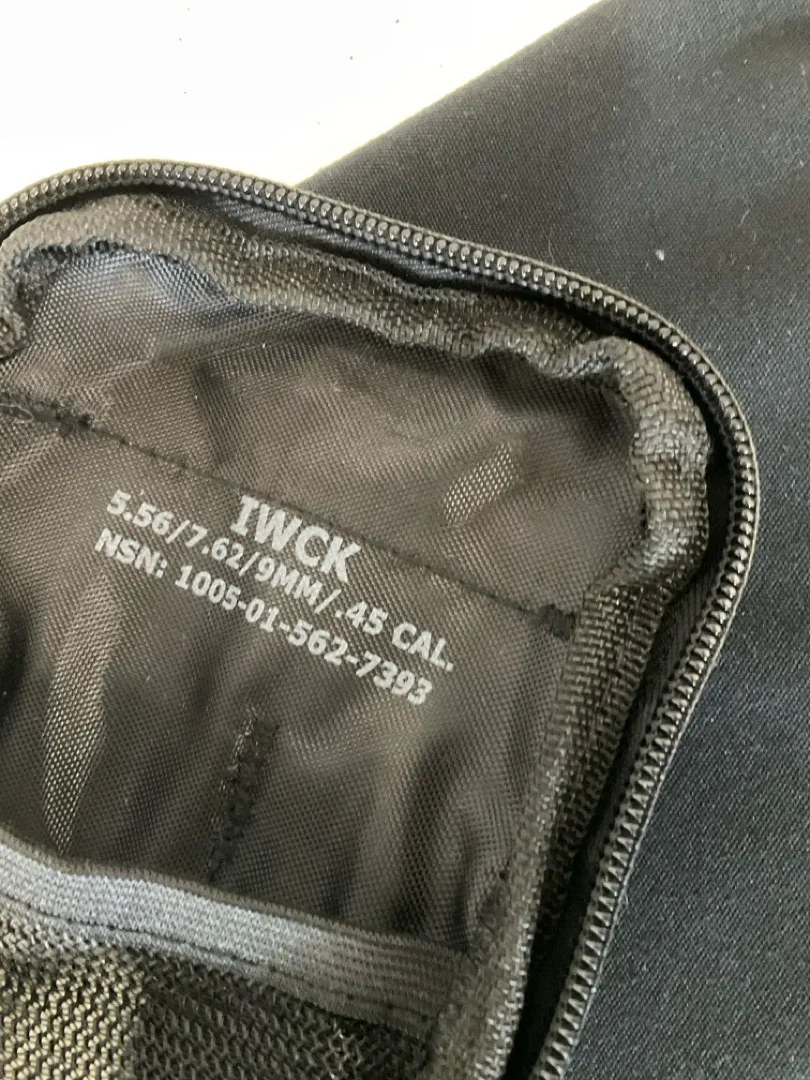 IWCK
5.56/7.62/9MM/.45 CAL.
NSN: 1005-01-562-7393